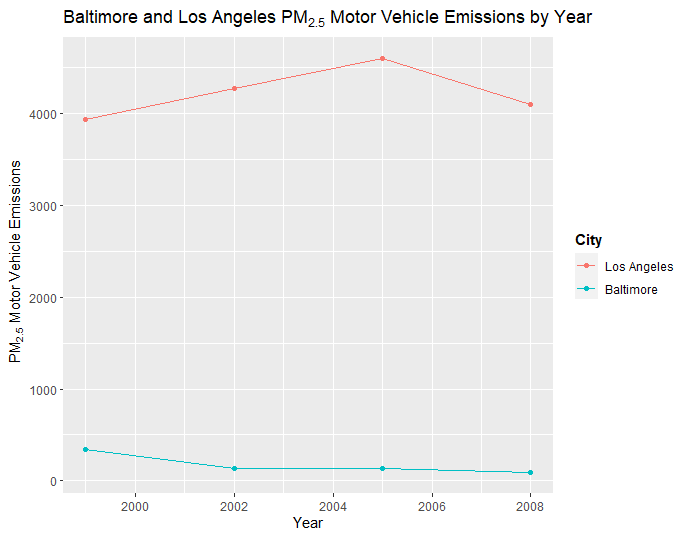 Baltimore and Los Angeles PM2.5 Motor Vehicle Emissions by Year
PM2.5 Motor Vehicle Emissions
4000
3000
2000
1000
0
2000 2002 2004 2006 2008
Year
City
Los Angeles
Baltimore